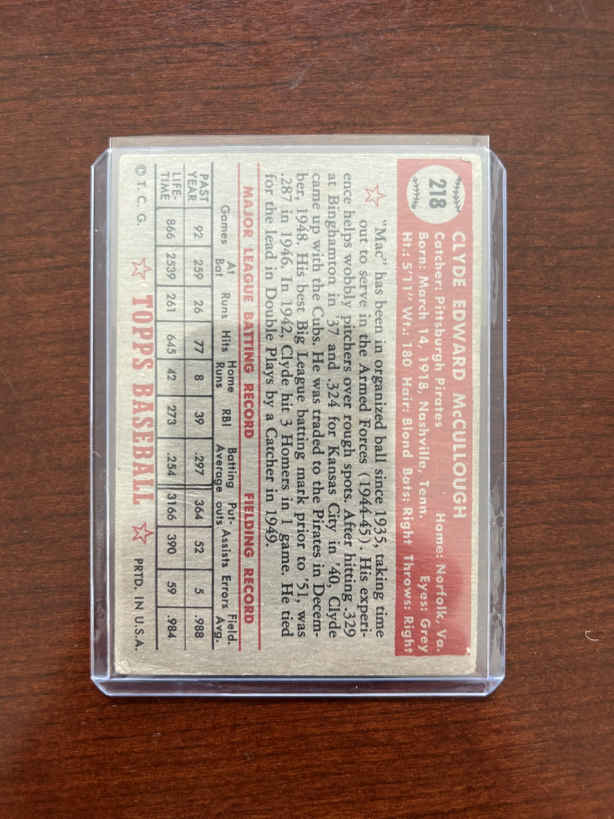 218
CLYDE EDWARD McCULLOUGH
Catcher: Pittsburgh Pirates Home: Norfolk, Va.
Born: March 14, 1918, Nashville, Tenn. Eyes: Grey
Ht.: 5'11" Wt.: 180 Hair: Blond Bats: Right Throws: Right
"Mac" has been in organized ball since 1935, taking time
out to serve in the Armed Forces (1944-45). His experi-
ence helps wobbly pitchers over rough spots. After hitting .329
at Binghamton in '37 and .324 for Kansas City in '40, Clyde
came up with the Cubs. He was traded to the Pirates in Decem-
ber, 1948. His best Big League batting mark prior to '51, was
.287 in 1946. In 1942, Clyde hit 3 Homers in 1 game. He tied
for the lead in Double Plays by a Catcher in 1949.
MAJOR LEAGUE BATTING RECORD FIELDING RECORD
Games At Bat Runs Hits Home Runs RBI Batting Average Put-outs Assists Errors Field. Avg.
PAST YEAR 92 259 26 77 8 39 .297 364 52 5 .988
LIFE-TIME 866 2539 261 645 42 273 .254 3166 390 59 .984
© T. C. G. TOPPS BASEBALL PRTD. IN U.S.A.